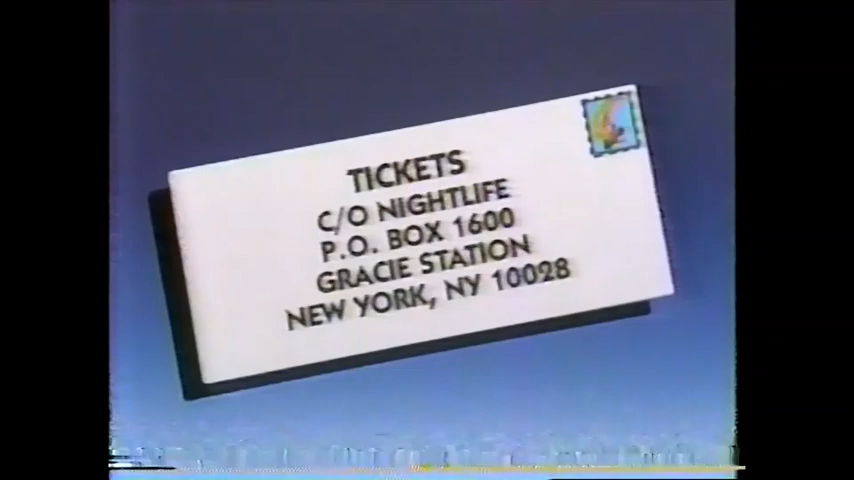 TICKETS
C/O NIGHTLIFE
P.O. BOX 1600
GRACIE STATION
NEW YORK, NY 10028